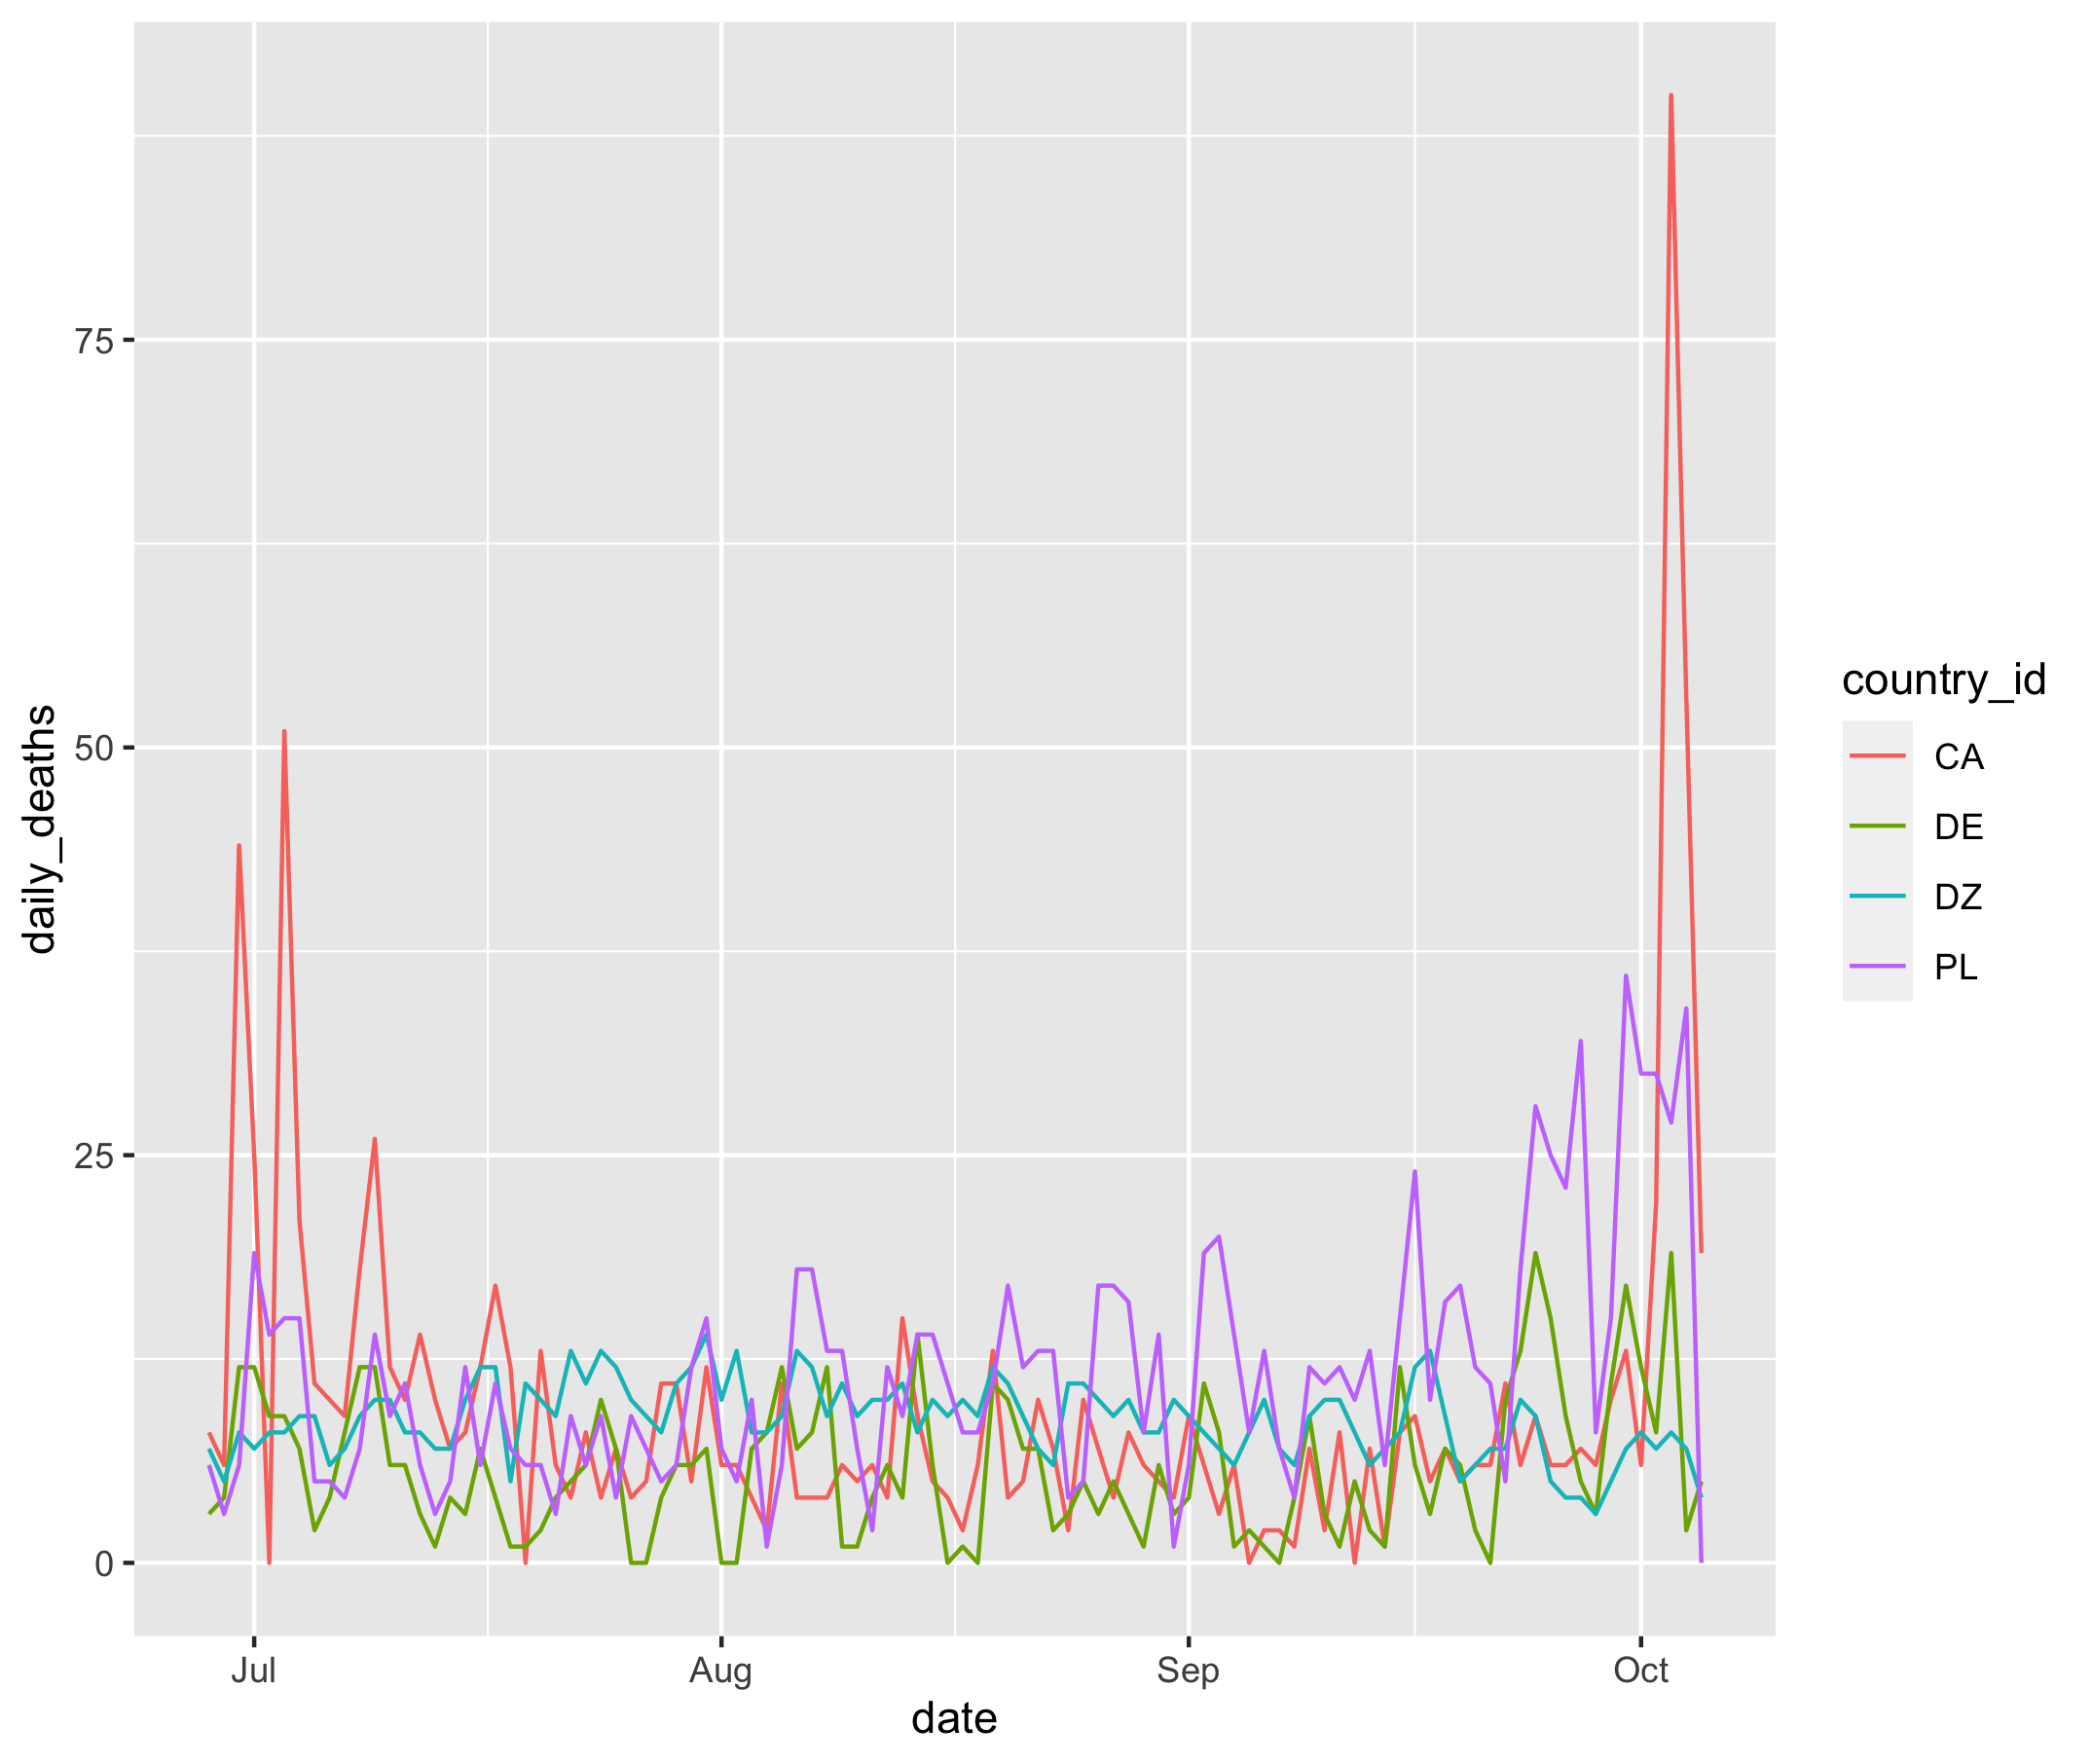 75
50
25
0
daily_deaths
Jul
Aug
Sep
Oct
date
country_id
CA
DE
DZ
PL